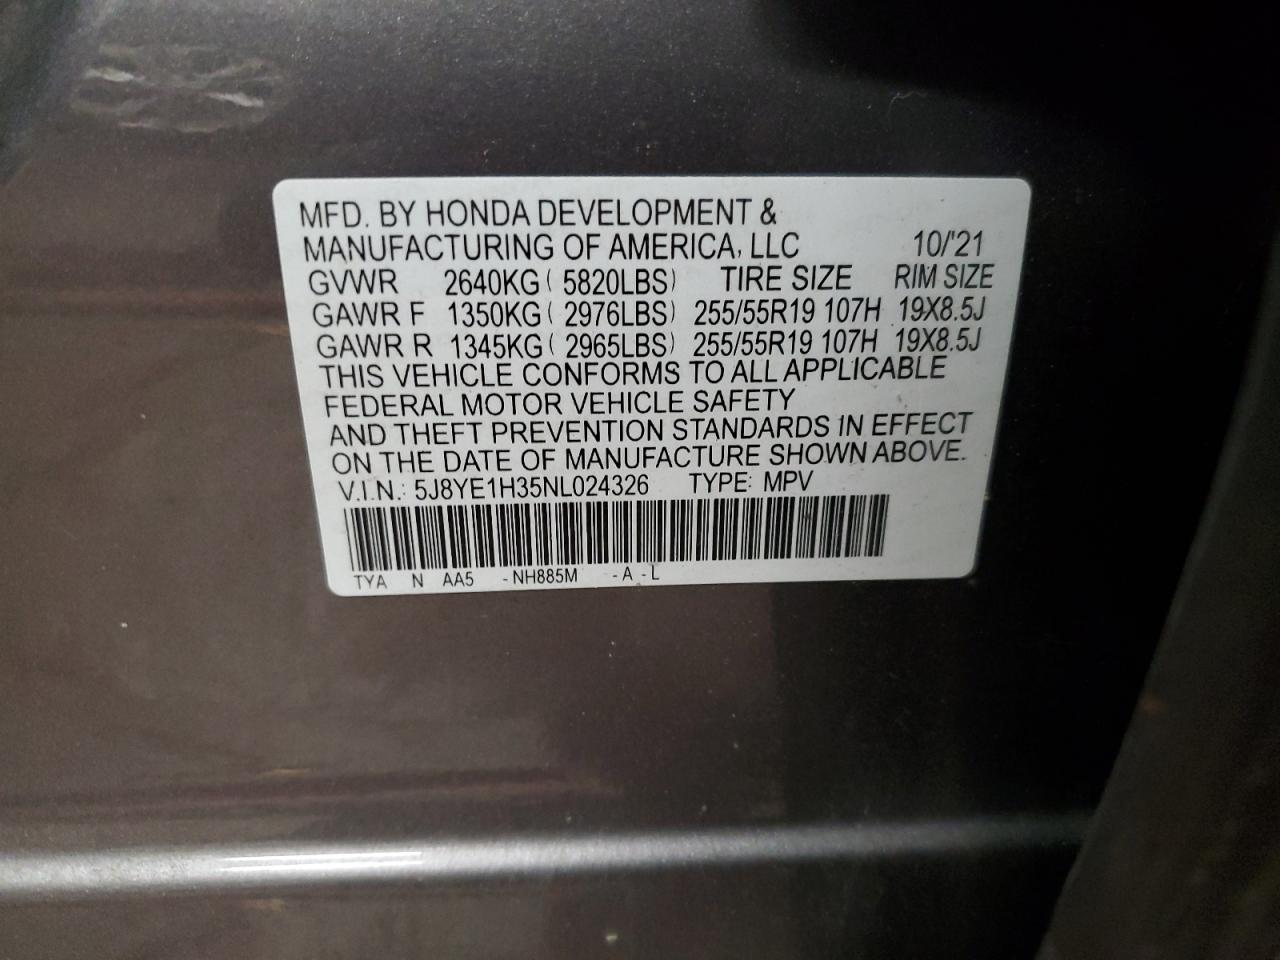 MFD. BY HONDA DEVELOPMENT &
MANUFACTURING OF AMERICA, LLC 10/'21
GVWR 2640KG ( 5820LBS) TIRE SIZE RIM SIZE
GAWR F 1350KG ( 2976LBS) 255/55R19 107H 19X8.5J
GAWR R 1345KG ( 2965LBS) 255/55R19 107H 19X8.5J
THIS VEHICLE CONFORMS TO ALL APPLICABLE
FEDERAL MOTOR VEHICLE SAFETY
AND THEFT PREVENTION STANDARDS IN EFFECT
ON THE DATE OF MANUFACTURE SHOWN ABOVE.
V.I.N.: 5J8YE1H35NL024326 TYPE: MPV
TYA N AA5 - NH885M - A - L